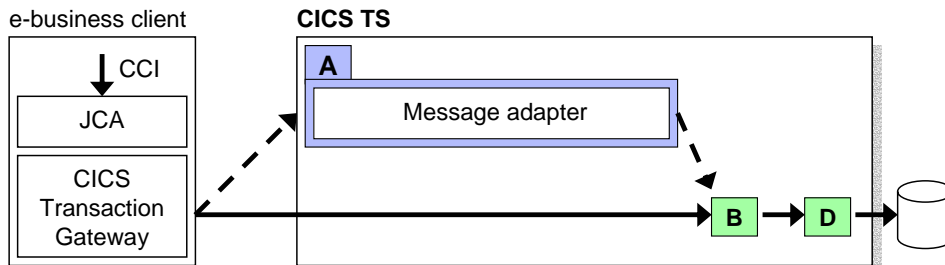 e-business client
CICS TS
CCI
A
JCA
Message adapter
CICS
Transaction
Gateway
B
D